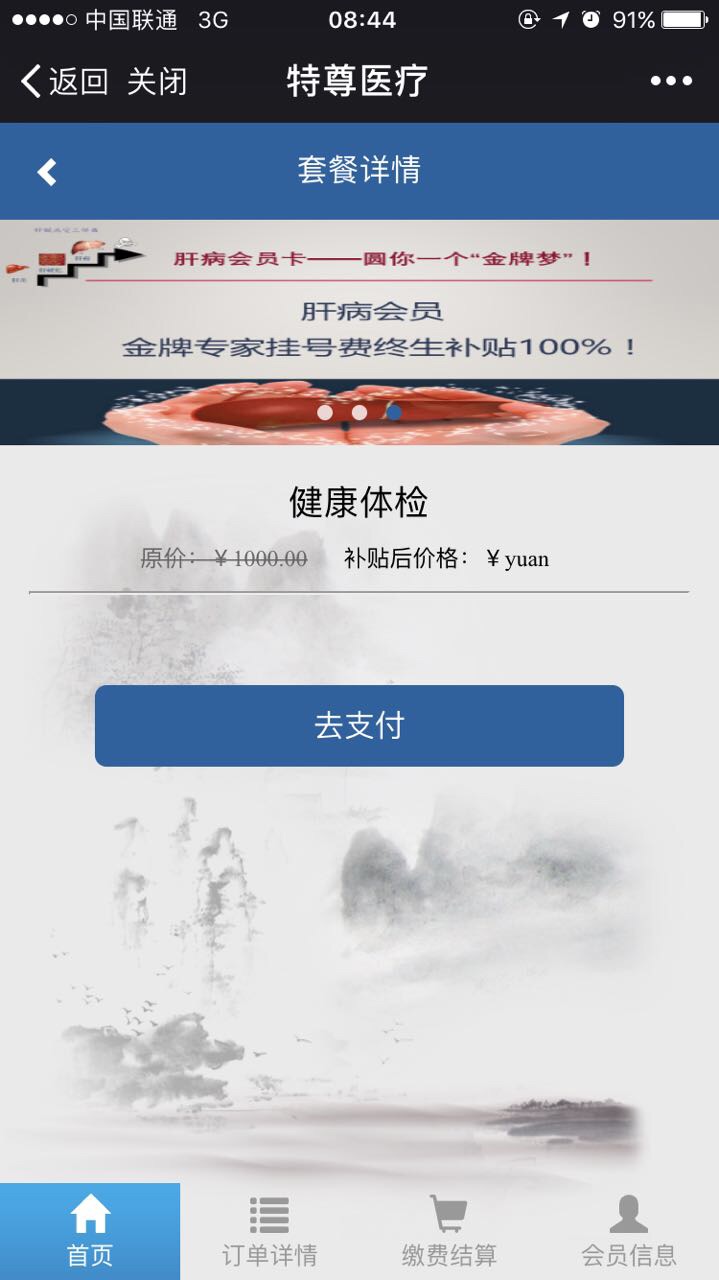 中国联通 3G 08:44 91%
返回 关闭 特尊医疗
套餐详情
肝病会员卡——圆你一个“金牌梦”！
肝病会员
金牌专家挂号费终生补贴100%！
健康体检
原价：￥1000.00 补贴后价格：￥yuan
去支付
首页 订单详情 缴费结算 会员信息